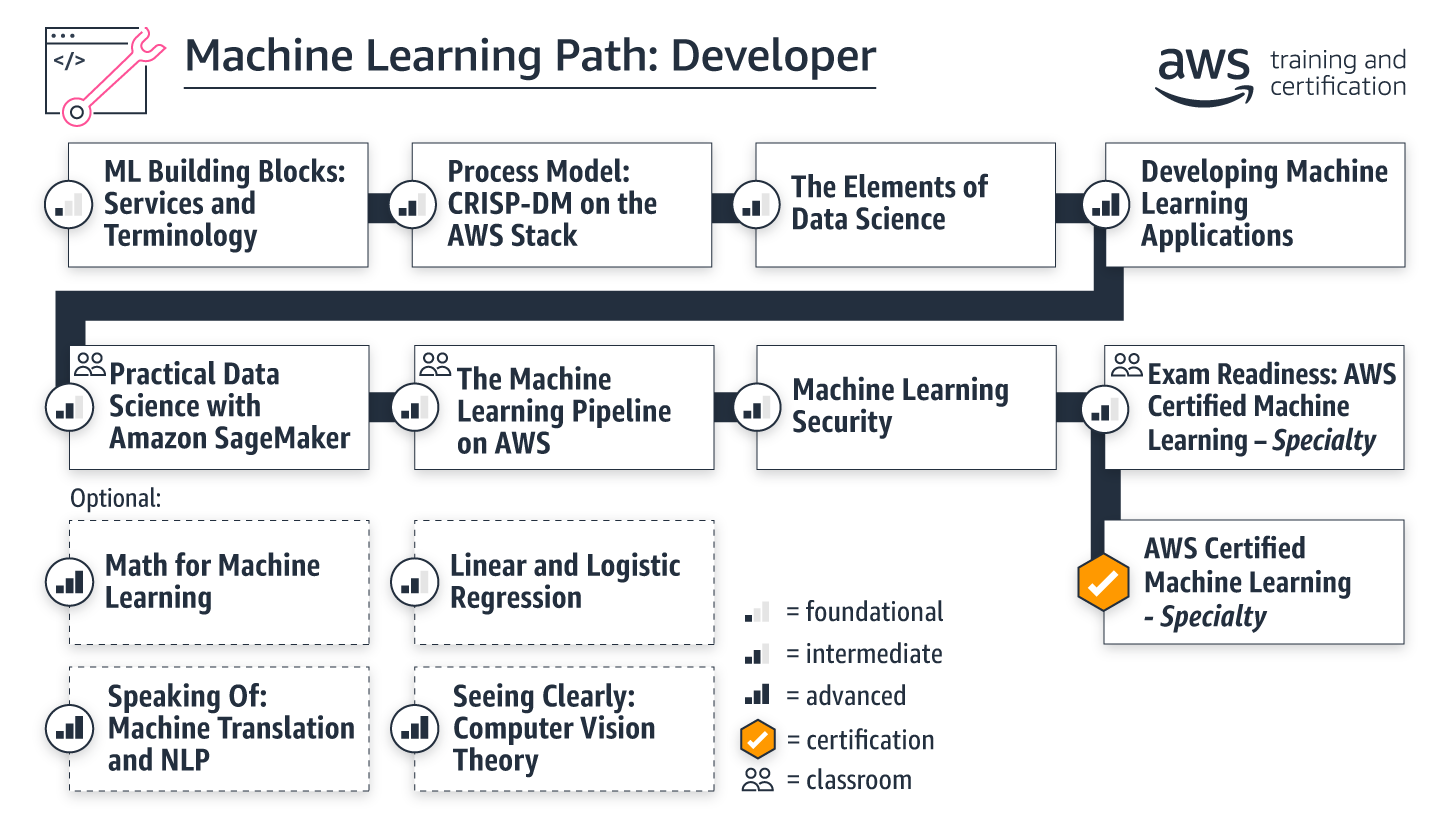 </>
Machine Learning Path: Developer
aws
training and
certification
ML Building Blocks:
Services and
Terminology
Process Model:
CRISP-DM on the
AWS Stack
The Elements of
Data Science
Developing Machine
Learning
Applications
Practical Data
Science with
Amazon SageMaker
The Machine
Learning Pipeline
on AWS
Machine Learning
Security
Exam Readiness: AWS
Certified Machine
Learning – Specialty
Optional:
Math for Machine
Learning
Linear and Logistic
Regression
AWS Certified
Machine Learning
- Specialty
Speaking Of:
Machine Translation
and NLP
Seeing Clearly:
Computer Vision
Theory
= foundational
= intermediate
= advanced
= certification
= classroom